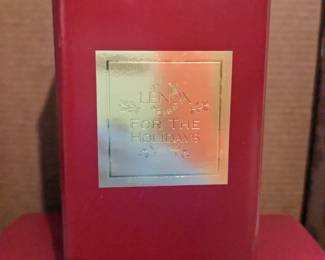 LENOX
FOR THE
HOLIDAYS